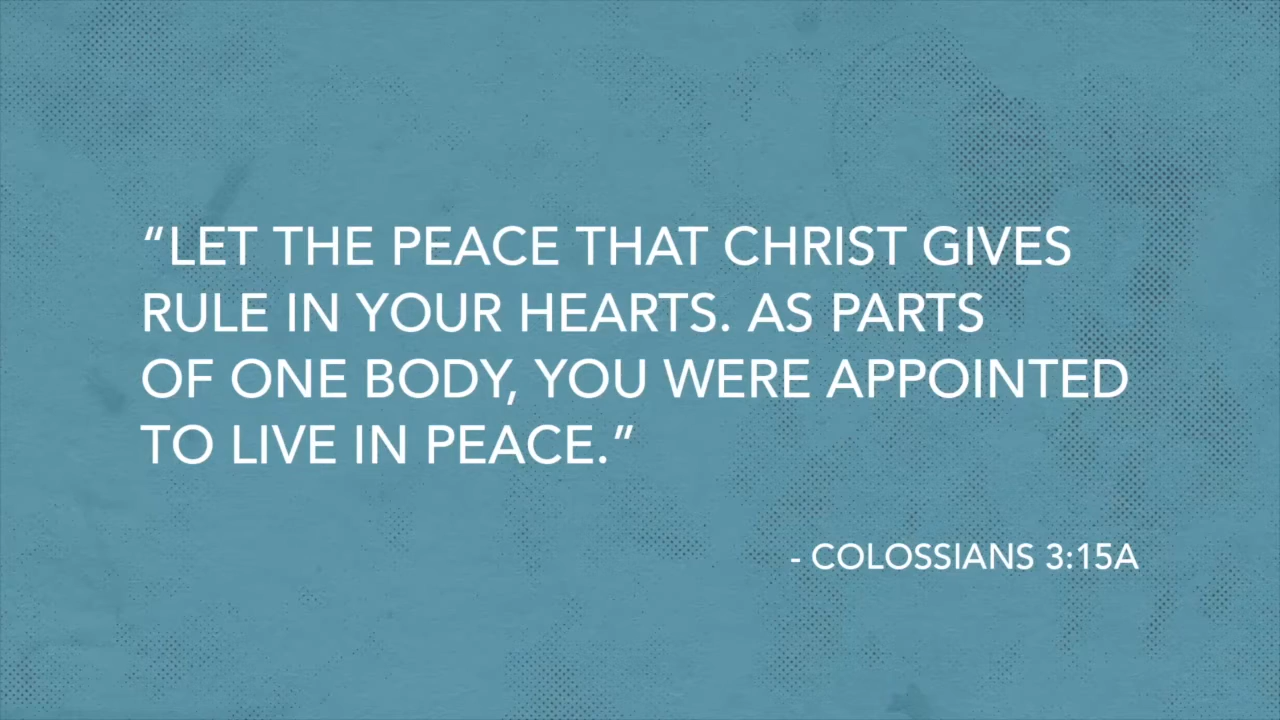 “LET THE PEACE THAT CHRIST GIVES
RULE IN YOUR HEARTS. AS PARTS
OF ONE BODY, YOU WERE APPOINTED
TO LIVE IN PEACE.”
- COLOSSIANS 3:15A